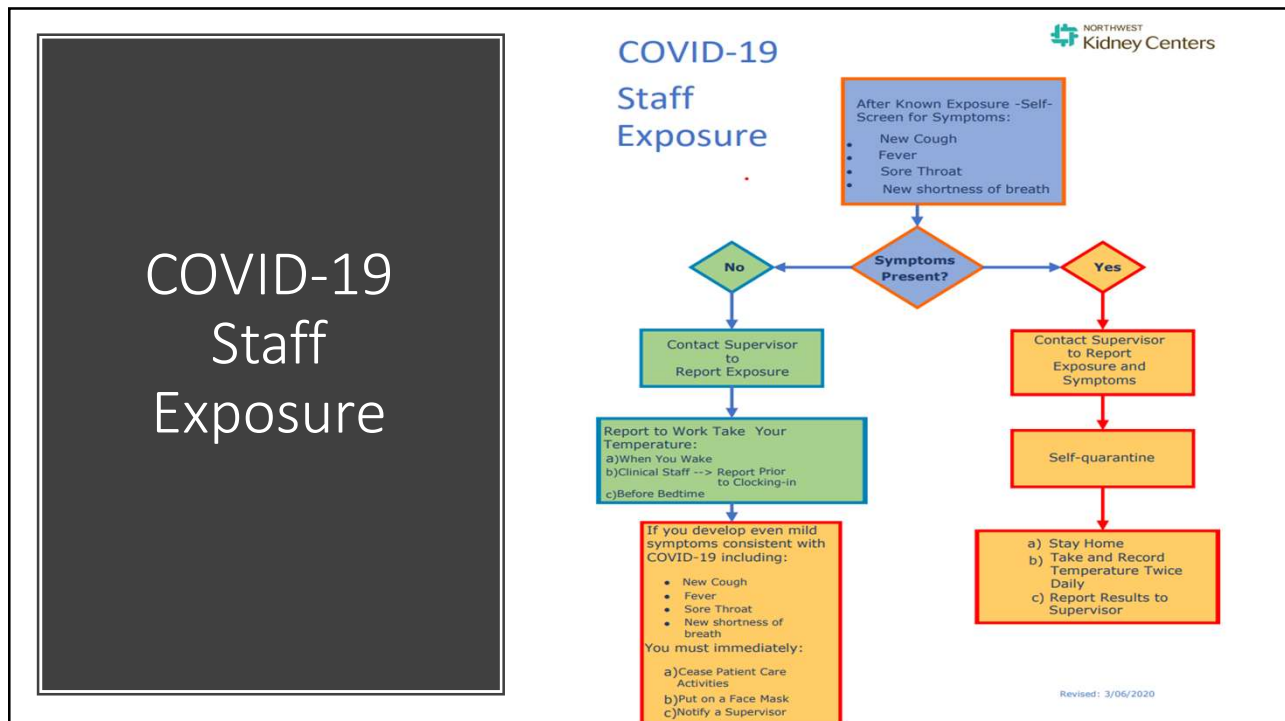 COVID-19
Staff
Exposure
COVID-19
Staff
Exposure
NORTHWEST
Kidney Centers
After Known Exposure -Self-
Screen for Symptoms:
• New Cough
• Fever
• Sore Throat
• New shortness of breath
Symptoms
Present?
No
Yes
Contact Supervisor
to
Report Exposure
Report to Work Take Your
Temperature:
a)When You Wake
b)Clinical Staff --> Report Prior
to Clocking-in
c)Before Bedtime
If you develop even mild
symptoms consistent with
COVID-19 including:
• New Cough
• Fever
• Sore Throat
• New shortness of
breath
You must immediately:
a)Cease Patient Care
Activities
b)Put on a Face Mask
c)Notify a Supervisor
Contact Supervisor
to Report
Exposure and
Symptoms
Self-quarantine
a) Stay Home
b) Take and Record
Temperature Twice
Daily
c) Report Results to
Supervisor
Revised: 3/06/2020